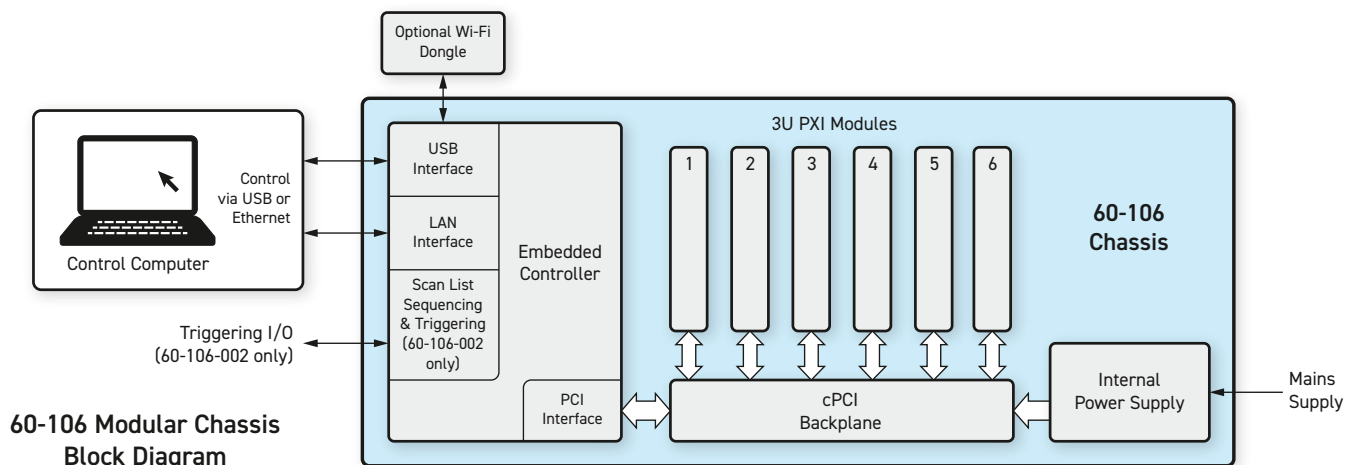 Optional Wi-Fi
Dongle
Control
via USB or
Ethernet
Control Computer
USB
Interface
LAN
Interface
Scan List
Sequencing
& Triggering
(60-106-002
only)
Embedded
Controller
PCI
Interface
3U PXI Modules
1 2 3 4 5 6
60-106
Chassis
cPCI
Backplane
Internal
Power Supply
Mains
Supply
Triggering I/O
(60-106-002 only)
60-106 Modular Chassis
Block Diagram